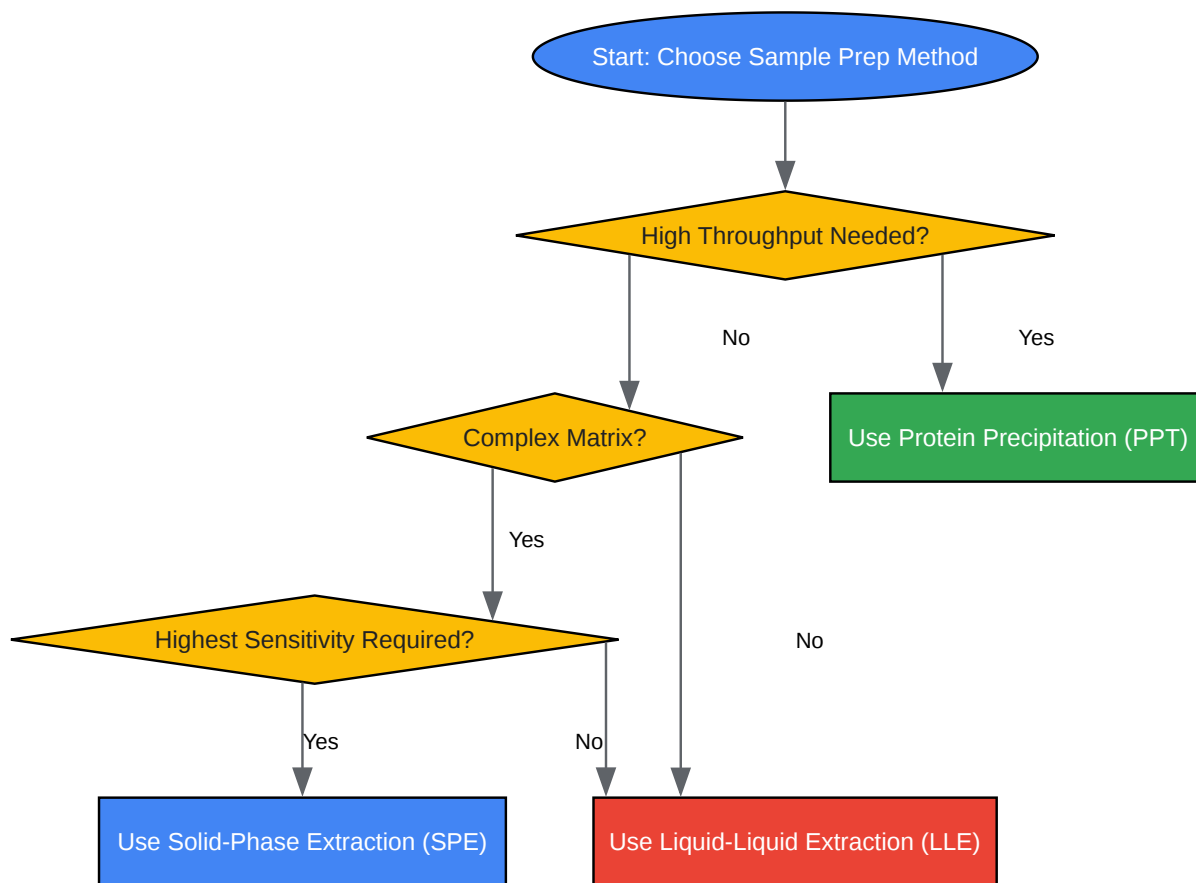 Start: Choose Sample Prep Method
High Throughput Needed?
No
Yes
Complex Matrix?
Use Protein Precipitation (PPT)
Yes
Highest Sensitivity Required?
No
Yes
No
Use Solid-Phase Extraction (SPE)
Use Liquid-Liquid Extraction (LLE)